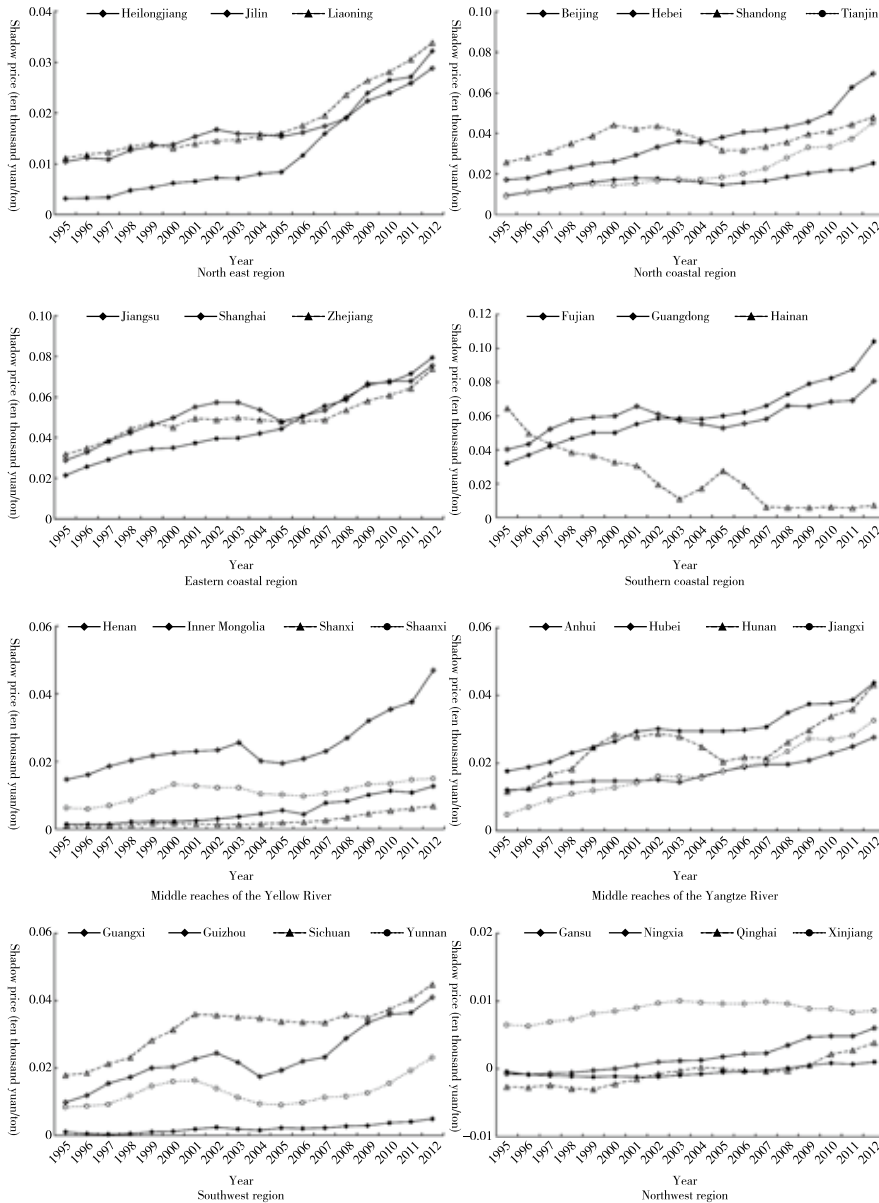 Heilongjiang Jilin Liaoning
Shadow price (ten thousand yuan/ton)
0.04
0.03
0.02
0.01
0
1995 1996 1997 1998 1999 2000 2001 2002 2003 2004 2005 2006 2007 2008 2009 2010 2011 2012
Year
North east region
Beijing Hebei Shandong Tianjin
Shadow price (ten thousand yuan/ton)
0.10
0.08
0.06
0.04
0.02
0
1995 1996 1997 1998 1999 2000 2001 2002 2003 2004 2005 2006 2007 2008 2009 2010 2011 2012
Year
North coastal region
Jiangsu Shanghai Zhejiang
Shadow price (ten thousand yuan/ton)
0.10
0.08
0.06
0.04
0.02
0
1995 1996 1997 1998 1999 2000 2001 2002 2003 2004 2005 2006 2007 2008 2009 2010 2011 2012
Year
Eastern coastal region
Fujian Guangdong Hainan
Shadow price (ten thousand yuan/ton)
0.12
0.10
0.08
0.06
0.04
0.02
0
1995 1996 1997 1998 1999 2000 2001 2002 2003 2004 2005 2006 2007 2008 2009 2010 2011 2012
Year
Southern coastal region
Henan Inner Mongolia Shanxi Shaanxi
Shadow price (ten thousand yuan/ton)
0.06
0.04
0.02
0
1995 1996 1997 1998 1999 2000 2001 2002 2003 2004 2005 2006 2007 2008 2009 2010 2011 2012
Year
Middle reaches of the Yellow River
Anhui Hubei Hunan Jiangxi
Shadow price (ten thousand yuan/ton)
0.06
0.04
0.02
0
1995 1996 1997 1998 1999 2000 2001 2002 2003 2004 2005 2006 2007 2008 2009 2010 2011 2012
Year
Middle reaches of the Yangtze River
Guangxi Guizhou Sichuan Yunnan
Shadow price (ten thousand yuan/ton)
0.06
0.04
0.02
0
1995 1996 1997 1998 1999 2000 2001 2002 2003 2004 2005 2006 2007 2008 2009 2010 2011 2012
Year
Southwest region
Gansu Ningxia Qinghai Xinjiang
Shadow price (ten thousand yuan/ton)
0.02
0.01
0
−0.01
1995 1996 1997 1998 1999 2000 2001 2002 2003 2004 2005 2006 2007 2008 2009 2010 2011 2012
Year
Northwest region